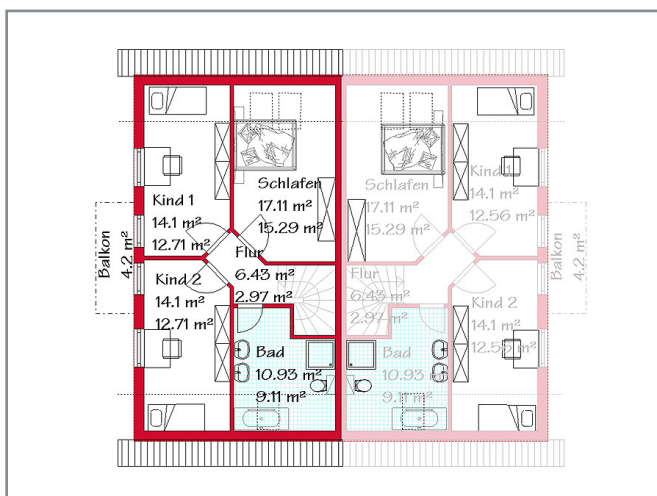 Kind 1
14.1 m²
12.71 m²
Schlafen
17.11 m²
15.29 m²
Balkon
4.2 m²
Kind 2
14.1 m²
12.71 m²
Flur
6.43 m²
2.97 m²
Bad
10.93 m²
9.11 m²
Schlafen
17.11 m²
15.29 m²
Kind 1
14.1 m²
12.56 m²
Flur
6.43 m²
2.97 m²
Bad
10.93 m²
9.11 m²
Kind 2
14.1 m²
Balkon
4.2 m²